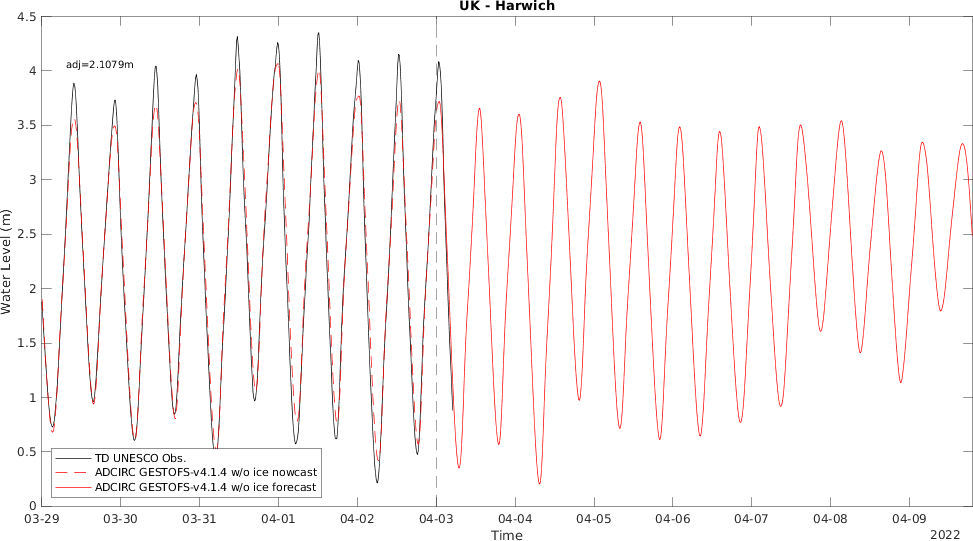 UK - Harwich
4.5
4
3.5
3
2.5
2
1.5
1
0.5
0
Water Level (m)
adj=2.1079m
TD UNESCO Obs.
ADCIRC GESTOFS-v4.1.4 w/o ice nowcast
ADCIRC GESTOFS-v4.1.4 w/o ice forecast
03-29 03-30 03-31 04-01 04-02 04-03 04-04 04-05 04-06 04-07 04-08 04-09
Time
2022